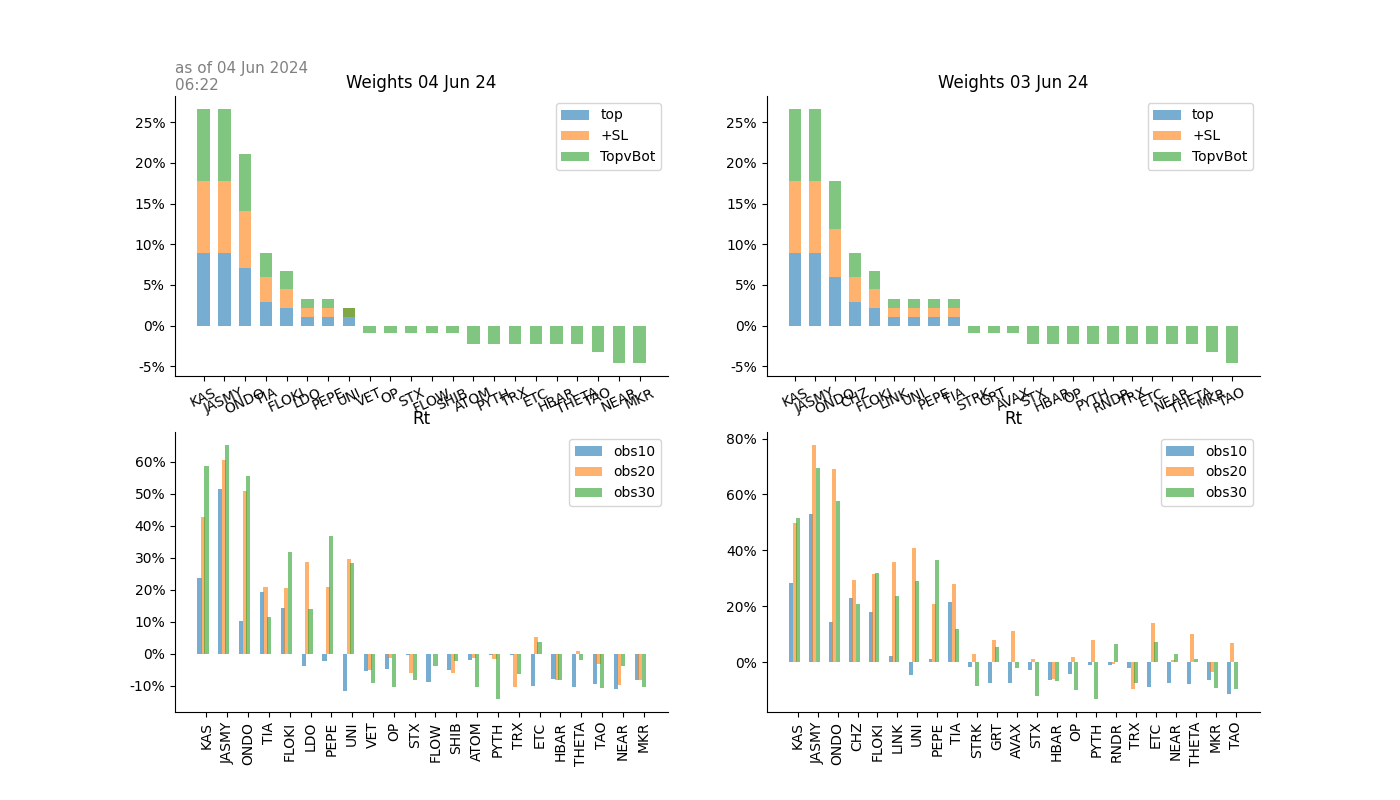 as of 04 Jun 2024
06:22
Weights 04 Jun 24
25%
20%
15%
10%
5%
0%
-5%
top
+SL
TopvBot
KAS JASMY ONDO TIA FLOKI LDO PEPE UNI VET OP STX FLOW SHIB ATOM PYTH TRX ETC HBAR THETA TAO NEAR MKR
Weights 03 Jun 24
25%
20%
15%
10%
5%
0%
-5%
top
+SL
TopvBot
KAS JASMY ONDO CHZ FLOKI LINK UNI PEPE TIA STRK GRT AVAX STX HBAR OP PYTH RNDR TRX ETC NEAR THETA MKR TAO
Rt
60%
50%
40%
30%
20%
10%
0%
-10%
obs10
obs20
obs30
KAS JASMY ONDO TIA FLOKI LDO PEPE UNI VET OP STX FLOW SHIB ATOM PYTH TRX ETC HBAR THETA TAO NEAR MKR
Rt
80%
60%
40%
20%
0%
obs10
obs20
obs30
KAS JASMY ONDO CHZ FLOKI LINK UNI PEPE TIA STRK GRT AVAX STX HBAR OP PYTH RNDR TRX ETC NEAR THETA MKR TAO